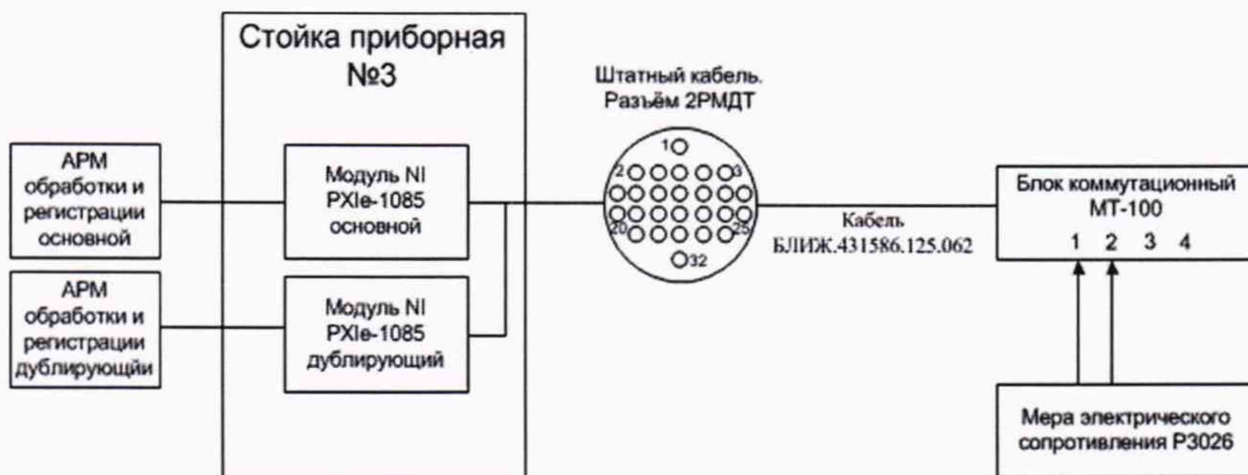 Стойка приборная
№3
Штатный кабель.
Разъём 2РМДТ
АРМ
обработки и
регистрации
основной
Модуль NI
PXIe-1085
основной
1
2
3
20
25
32
Кабель
БЛИЖ.431586.125.062
Блок коммутационный
МТ-100
1 2 3 4
АРМ
обработки и
регистрации
дублирующйи
Модуль NI
PXIe-1085
дублирующий
Мера электрического
сопротивления Р3026